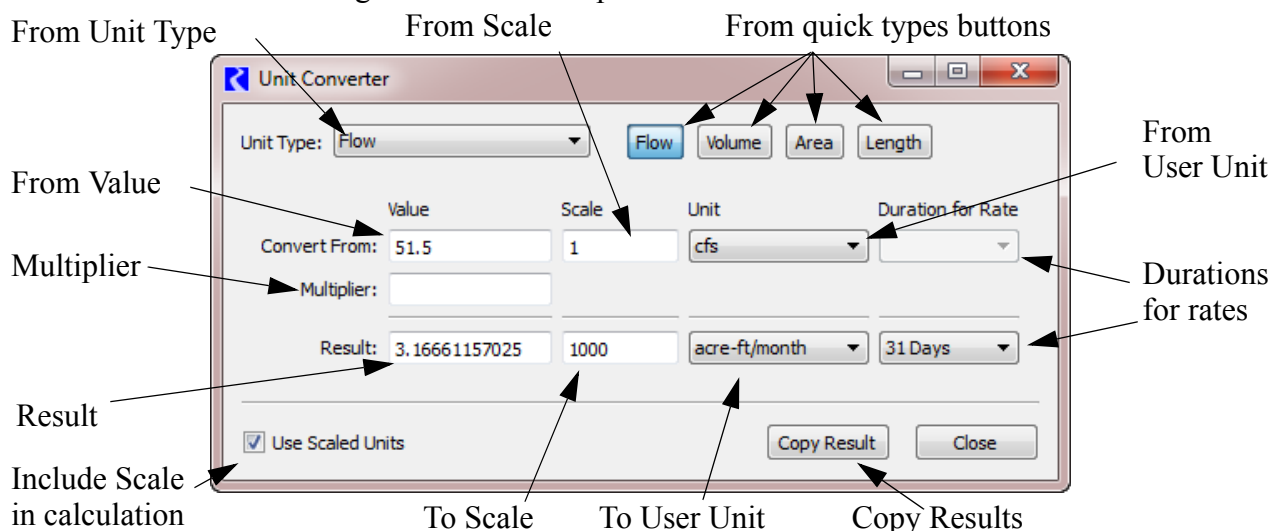 From Unit Type
From Scale
From quick types buttons
Unit Converter
Unit Type: Flow
Flow Volume Area Length
From
User Unit
From Value
Value Scale Unit Duration for Rate
Convert From: 51.5 1 cfs
Multiplier
Multiplier:
Durations
for rates
Result: 3.16661157025 1000 acre-ft/month 31 Days
Result
Use Scaled Units
Copy Result Close
Include Scale
in calculation
To Scale
To User Unit
Copy Results